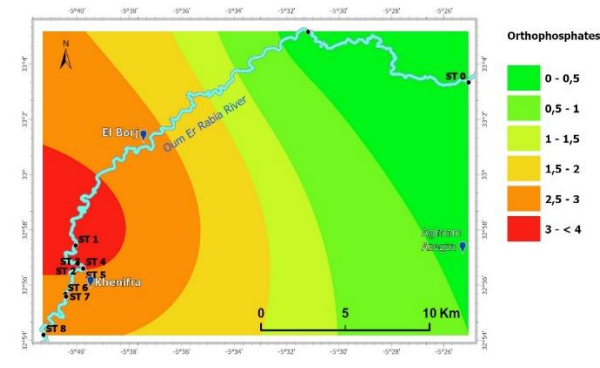 -5°40' -5°36' -5°34' -5°32' -5°30' -5°28' -5°26'
Orthophosphates
N
33°4'
33°4'
ST 0
0 - 0,5
0,5 - 1
33°2'
33°2'
El Borj
Oum Er Rabia River
1 - 1,5
1,5 - 2
33°
33°
2,5 - 3
3 - < 4
32°58'
32°58'
ST 1
Aguelmam
Azegza
ST 3 ST 4
ST 2 ST 5
32°56'
32°56'
Khenifra
ST 6
ST 7
0 5 10 Km
ST 8
32°54'
32°54'
-5°40' -5°36' -5°34' -5°32' -5°30' -5°28' -5°26'